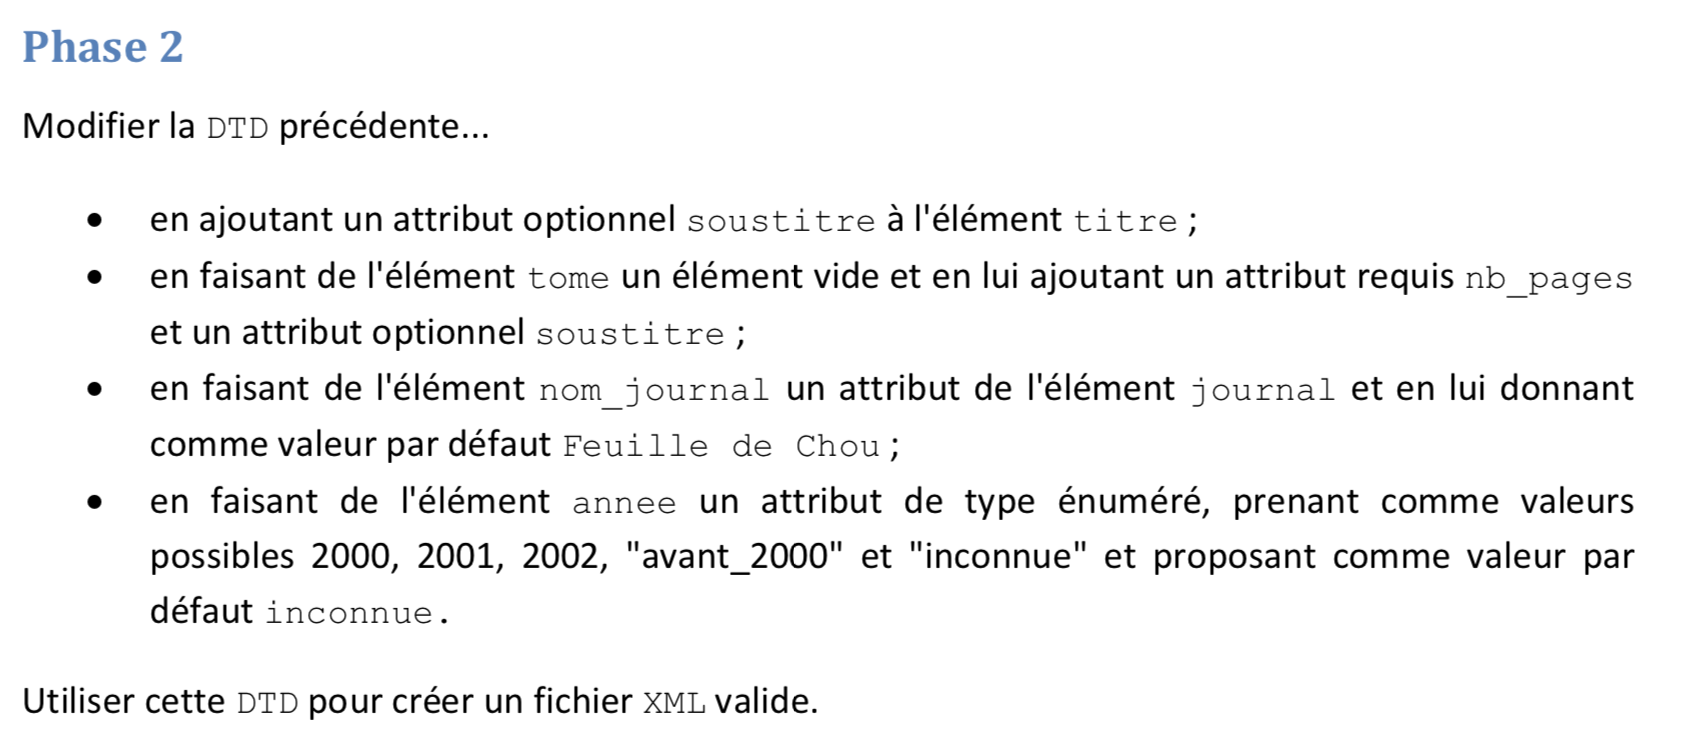 Phase 2
Modifier la DTD précédente...
• en ajoutant un attribut optionnel soustitre à l'élément titre ;
• en faisant de l'élément tome un élément vide et en lui ajoutant un attribut requis nb_pages
et un attribut optionnel soustitre ;
• en faisant de l'élément nom_journal un attribut de l'élément journal et en lui donnant
comme valeur par défaut Feuille de Chou ;
• en faisant de l'élément annee un attribut de type énuméré, prenant comme valeurs
possibles 2000, 2001, 2002, "avant_2000" et "inconnue" et proposant comme valeur par
défaut inconnue.
Utiliser cette DTD pour créer un fichier XML valide.